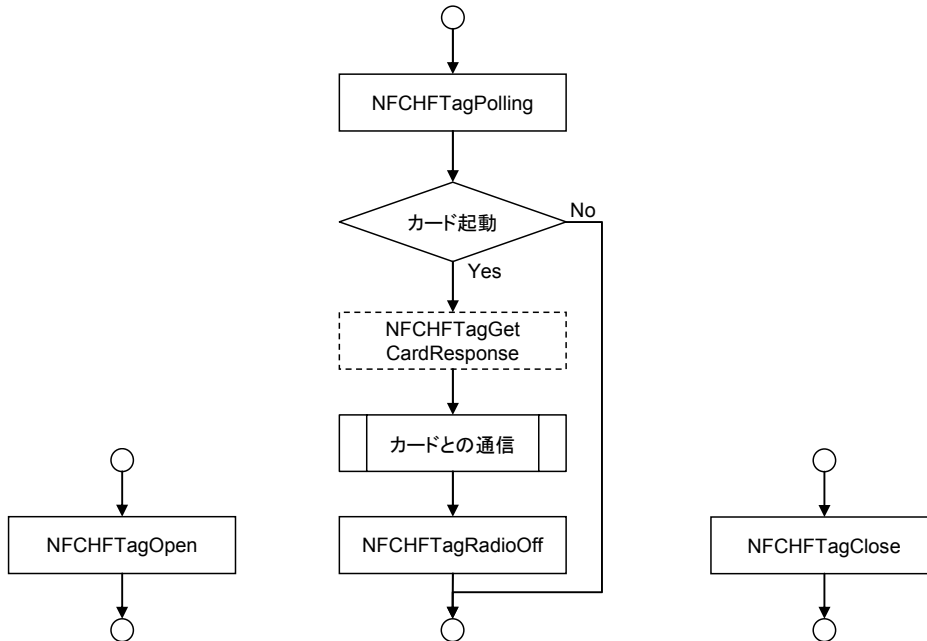 NFCHFTagPolling
カード起動
No
Yes
NFCHFTagGet
CardResponse
カードとの通信
NFCHFTagOpen
NFCHFTagRadioOff
NFCHFTagClose